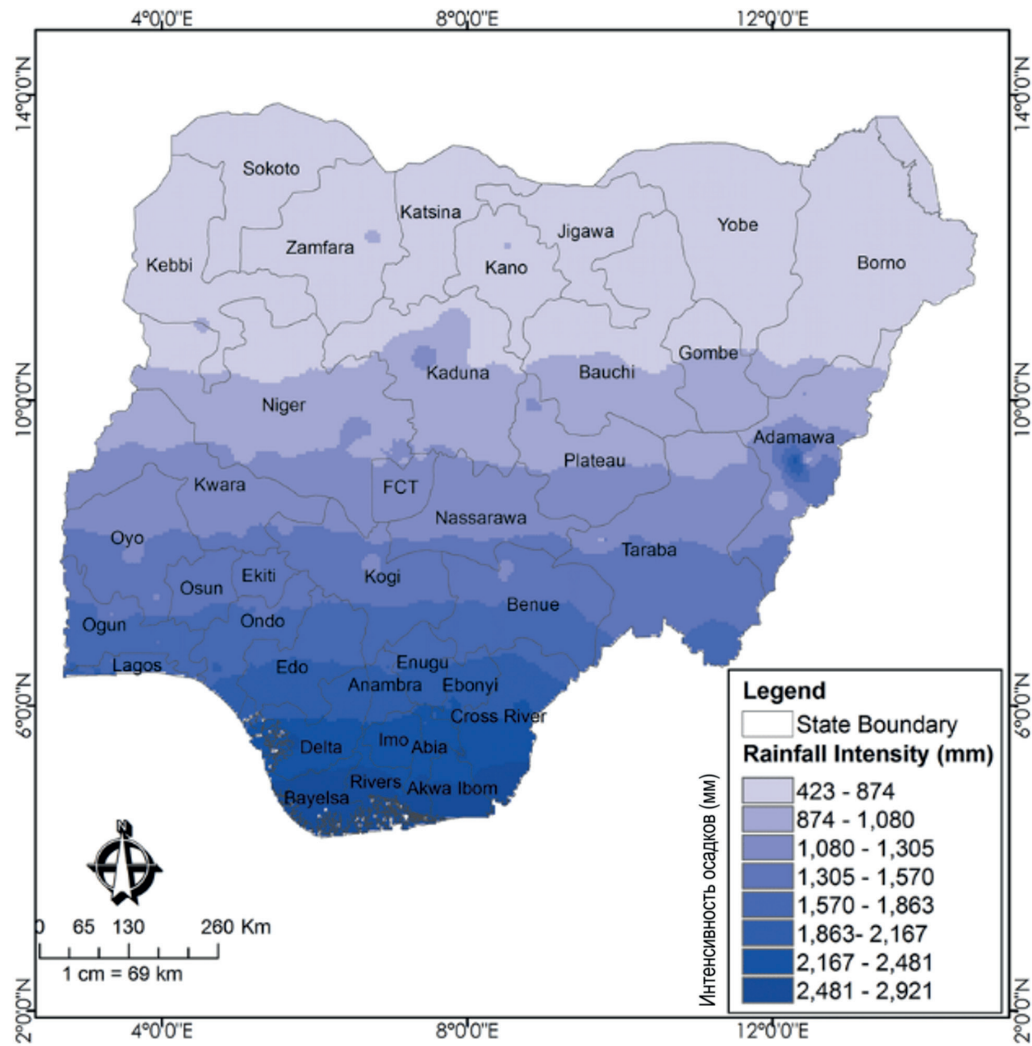 4°0'0"E 8°0'0"E 12°0'0"E
14°0'0"N 14°0'0"N
Sokoto
Katsina
Yobe
Jigawa
Zamfara
Borno
Kebbi
Kano
Gombe
Kaduna
Bauchi
10°0'0"N 10°0'0"N
Niger
Adamawa
Plateau
Kwara
FCT
Nassarawa
Oyo
Taraba
Ekiti
Kogi
Osun
Benue
Ogun
Ondo
Lagos
Edo
Enugu
Anambra
Ebonyi
6°0'0"N 6°0'0"N
Cross River
Delta
Imo
Abia
Rivers
Akwa Ibom
Bayelsa
N
0 65 130 260 Km
1 cm = 69 km
Legend
State Boundary
Rainfall Intensity (mm)
Интенсивность осадков (мм)
423 - 874
874 - 1,080
1,080 - 1,305
1,305 - 1,570
1,570 - 1,863
1,863- 2,167
2,167 - 2,481
2,481 - 2,921
2°0'0"N 2°0'0"N
4°0'0"E 8°0'0"E 12°0'0"E